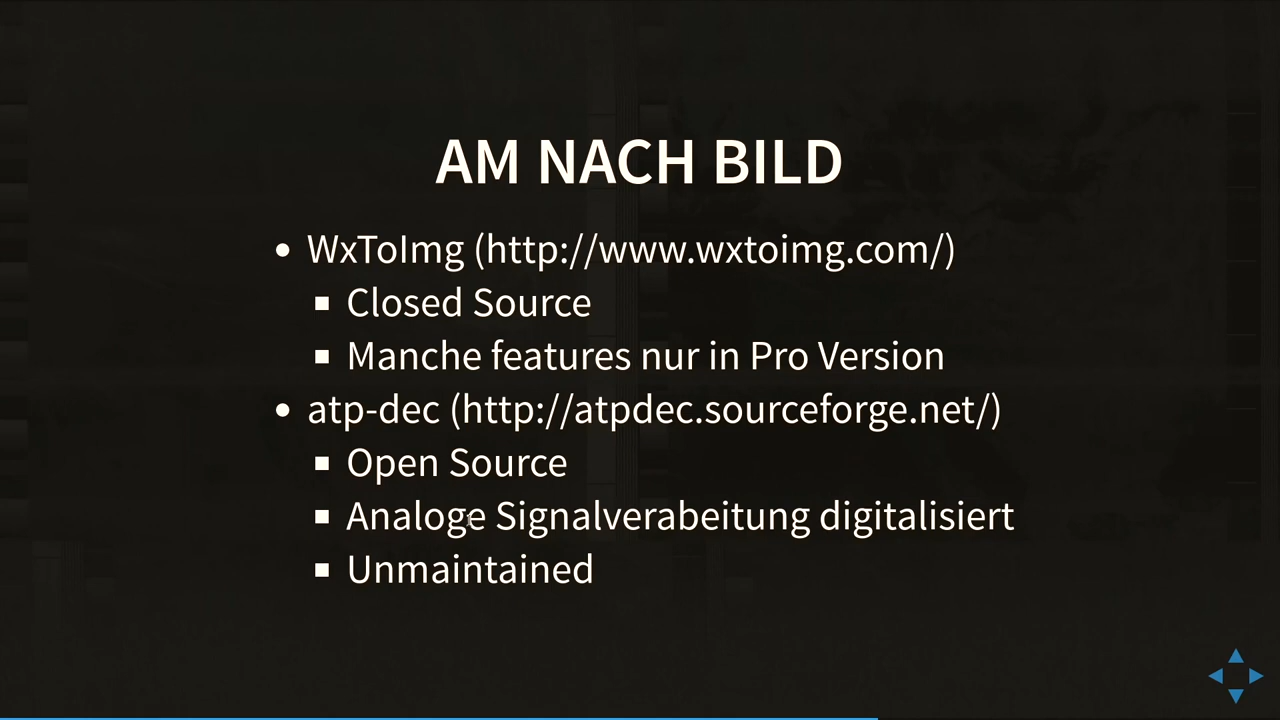 AM NACH BILD
WxToImg (http://www.wxtoimg.com/)
Closed Source
Manche features nur in Pro Version
atp-dec (http://atpdec.sourceforge.net/)
Open Source
Analoge Signalverabeitung digitalisiert
Unmaintained